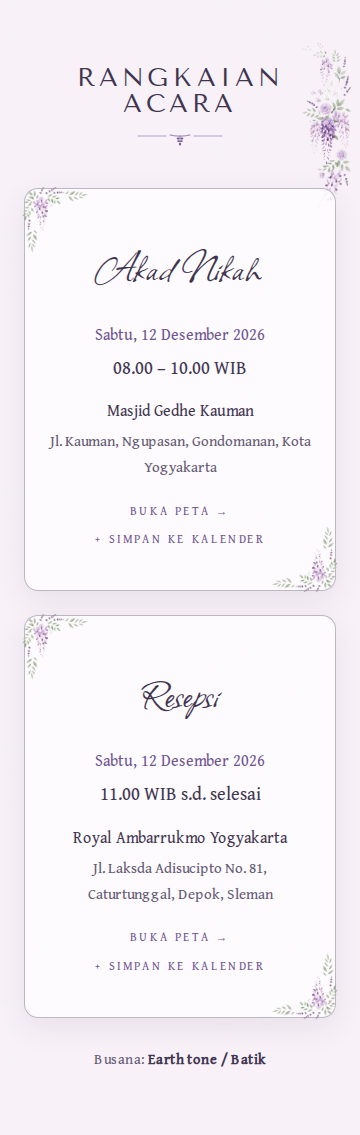 RANGKAIAN
ACARA
Akad Nikah
Sabtu, 12 Desember 2026
08.00 – 10.00 WIB
Masjid Gedhe Kauman
Jl. Kauman, Ngupasan, Gondomanan, Kota
Yogyakarta
BUKA PETA →
+ SIMPAN KE KALENDER
Resepsi
Sabtu, 12 Desember 2026
11.00 WIB s.d. selesai
Royal Ambarrukmo Yogyakarta
Jl. Laksda Adisucipto No. 81,
Caturtunggal, Depok, Sleman
BUKA PETA →
+ SIMPAN KE KALENDER
Busana: Earth tone / Batik